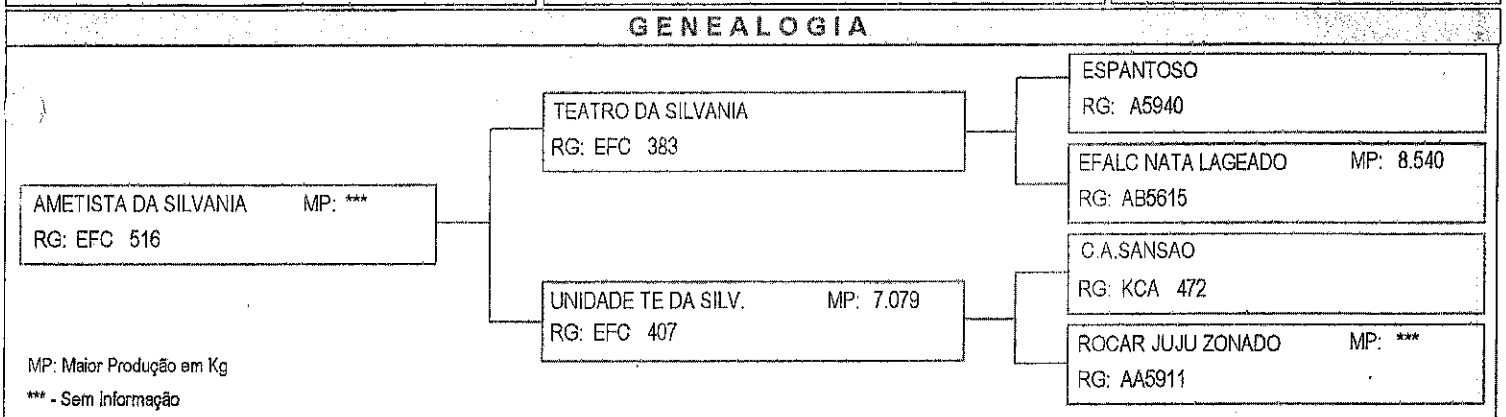 GENEALOGIA
AMETISTA DA SILVANIA MP: ***
RG: EFC 516
TEATRO DA SILVANIA
RG: EFC 383
UNIDADE TE DA SILV. MP: 7.079
RG: EFC 407
ESPANTOSO
RG: A5940
EFALC NATA LAGEADO MP: 8.540
RG: AB5615
C.A.SANSAO
RG: KCA 472
ROCAR JUJU ZONADO MP: ***
RG: AA5911
MP: Maior Produção em Kg
*** - Sem Informação